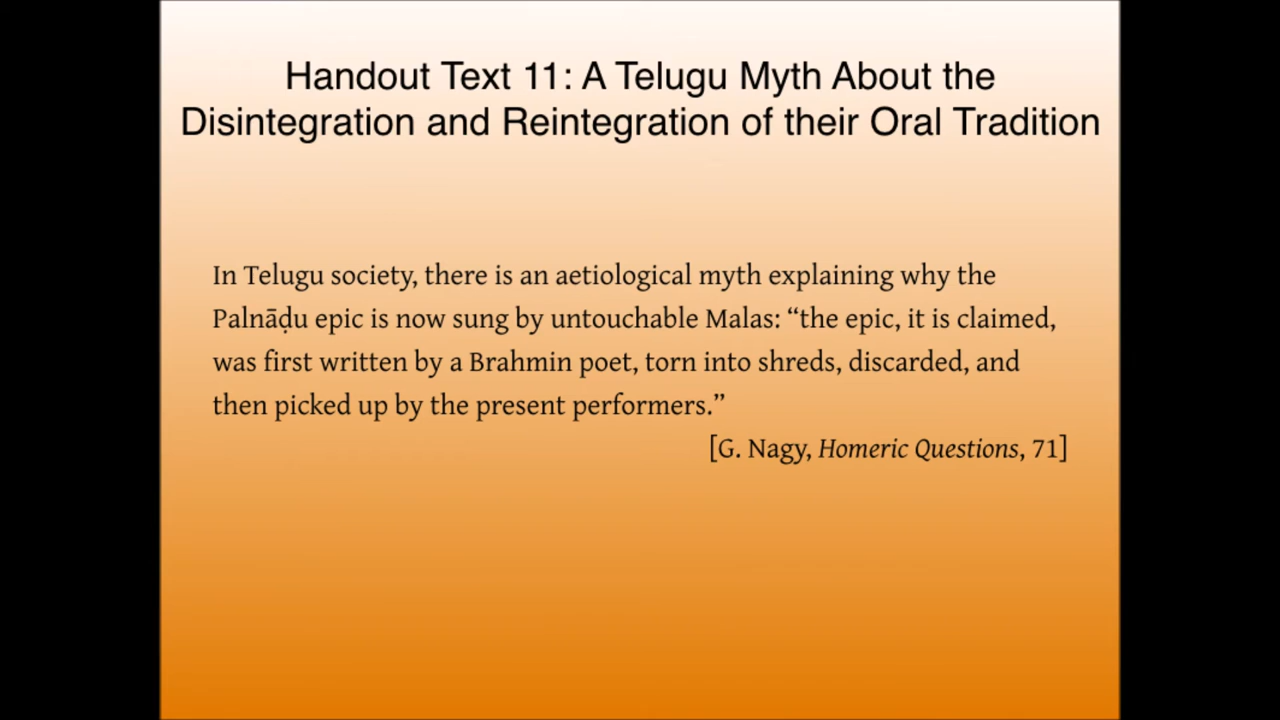 Handout Text 11: A Telugu Myth About the
Disintegration and Reintegration of their Oral Tradition
In Telugu society, there is an aetiological myth explaining why the
Palnāḍu epic is now sung by untouchable Malas: “the epic, it is claimed,
was first written by a Brahmin poet, torn into shreds, discarded, and
then picked up by the present performers.”
[G. Nagy, Homeric Questions, 71]